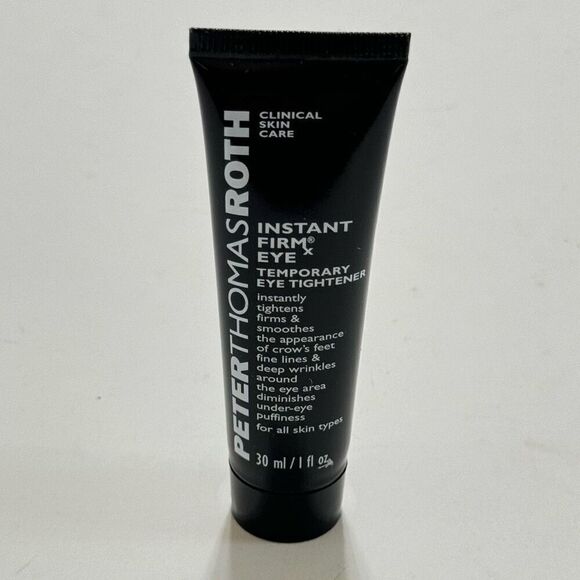 PETERTHOMASROTH
CLINICAL
SKIN
CARE
INSTANT
FIRMx®
EYE
TEMPORARY
EYE TIGHTENER
instantly
tightens
firms &
smoothes
the appearance
of crow's feet
fine lines &
deep wrinkles
around
the eye area
diminishes
under-eye
puffiness
for all skin types
30 ml / 1 fl oz